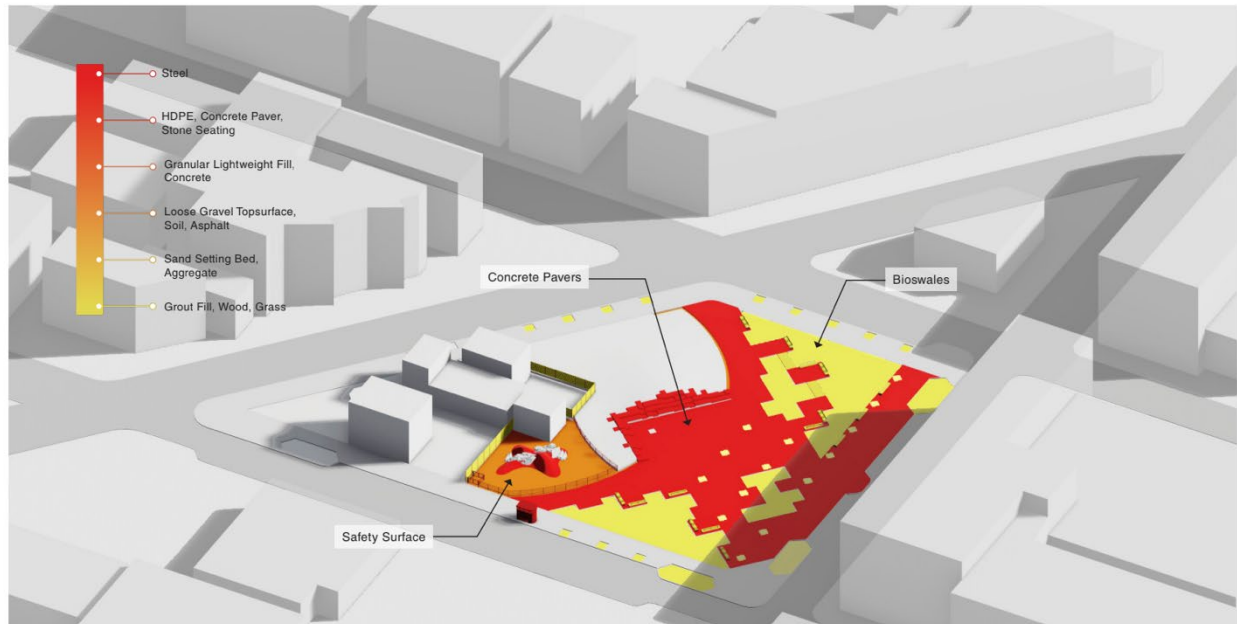 Steel
HDPE, Concrete Paver,
Stone Seating
Granular Lightweight Fill,
Concrete
Loose Gravel Topsurface,
Soil, Asphalt
Sand Setting Bed,
Aggregate
Grout Fill, Wood, Grass
Concrete Pavers
Bioswales
Safety Surface